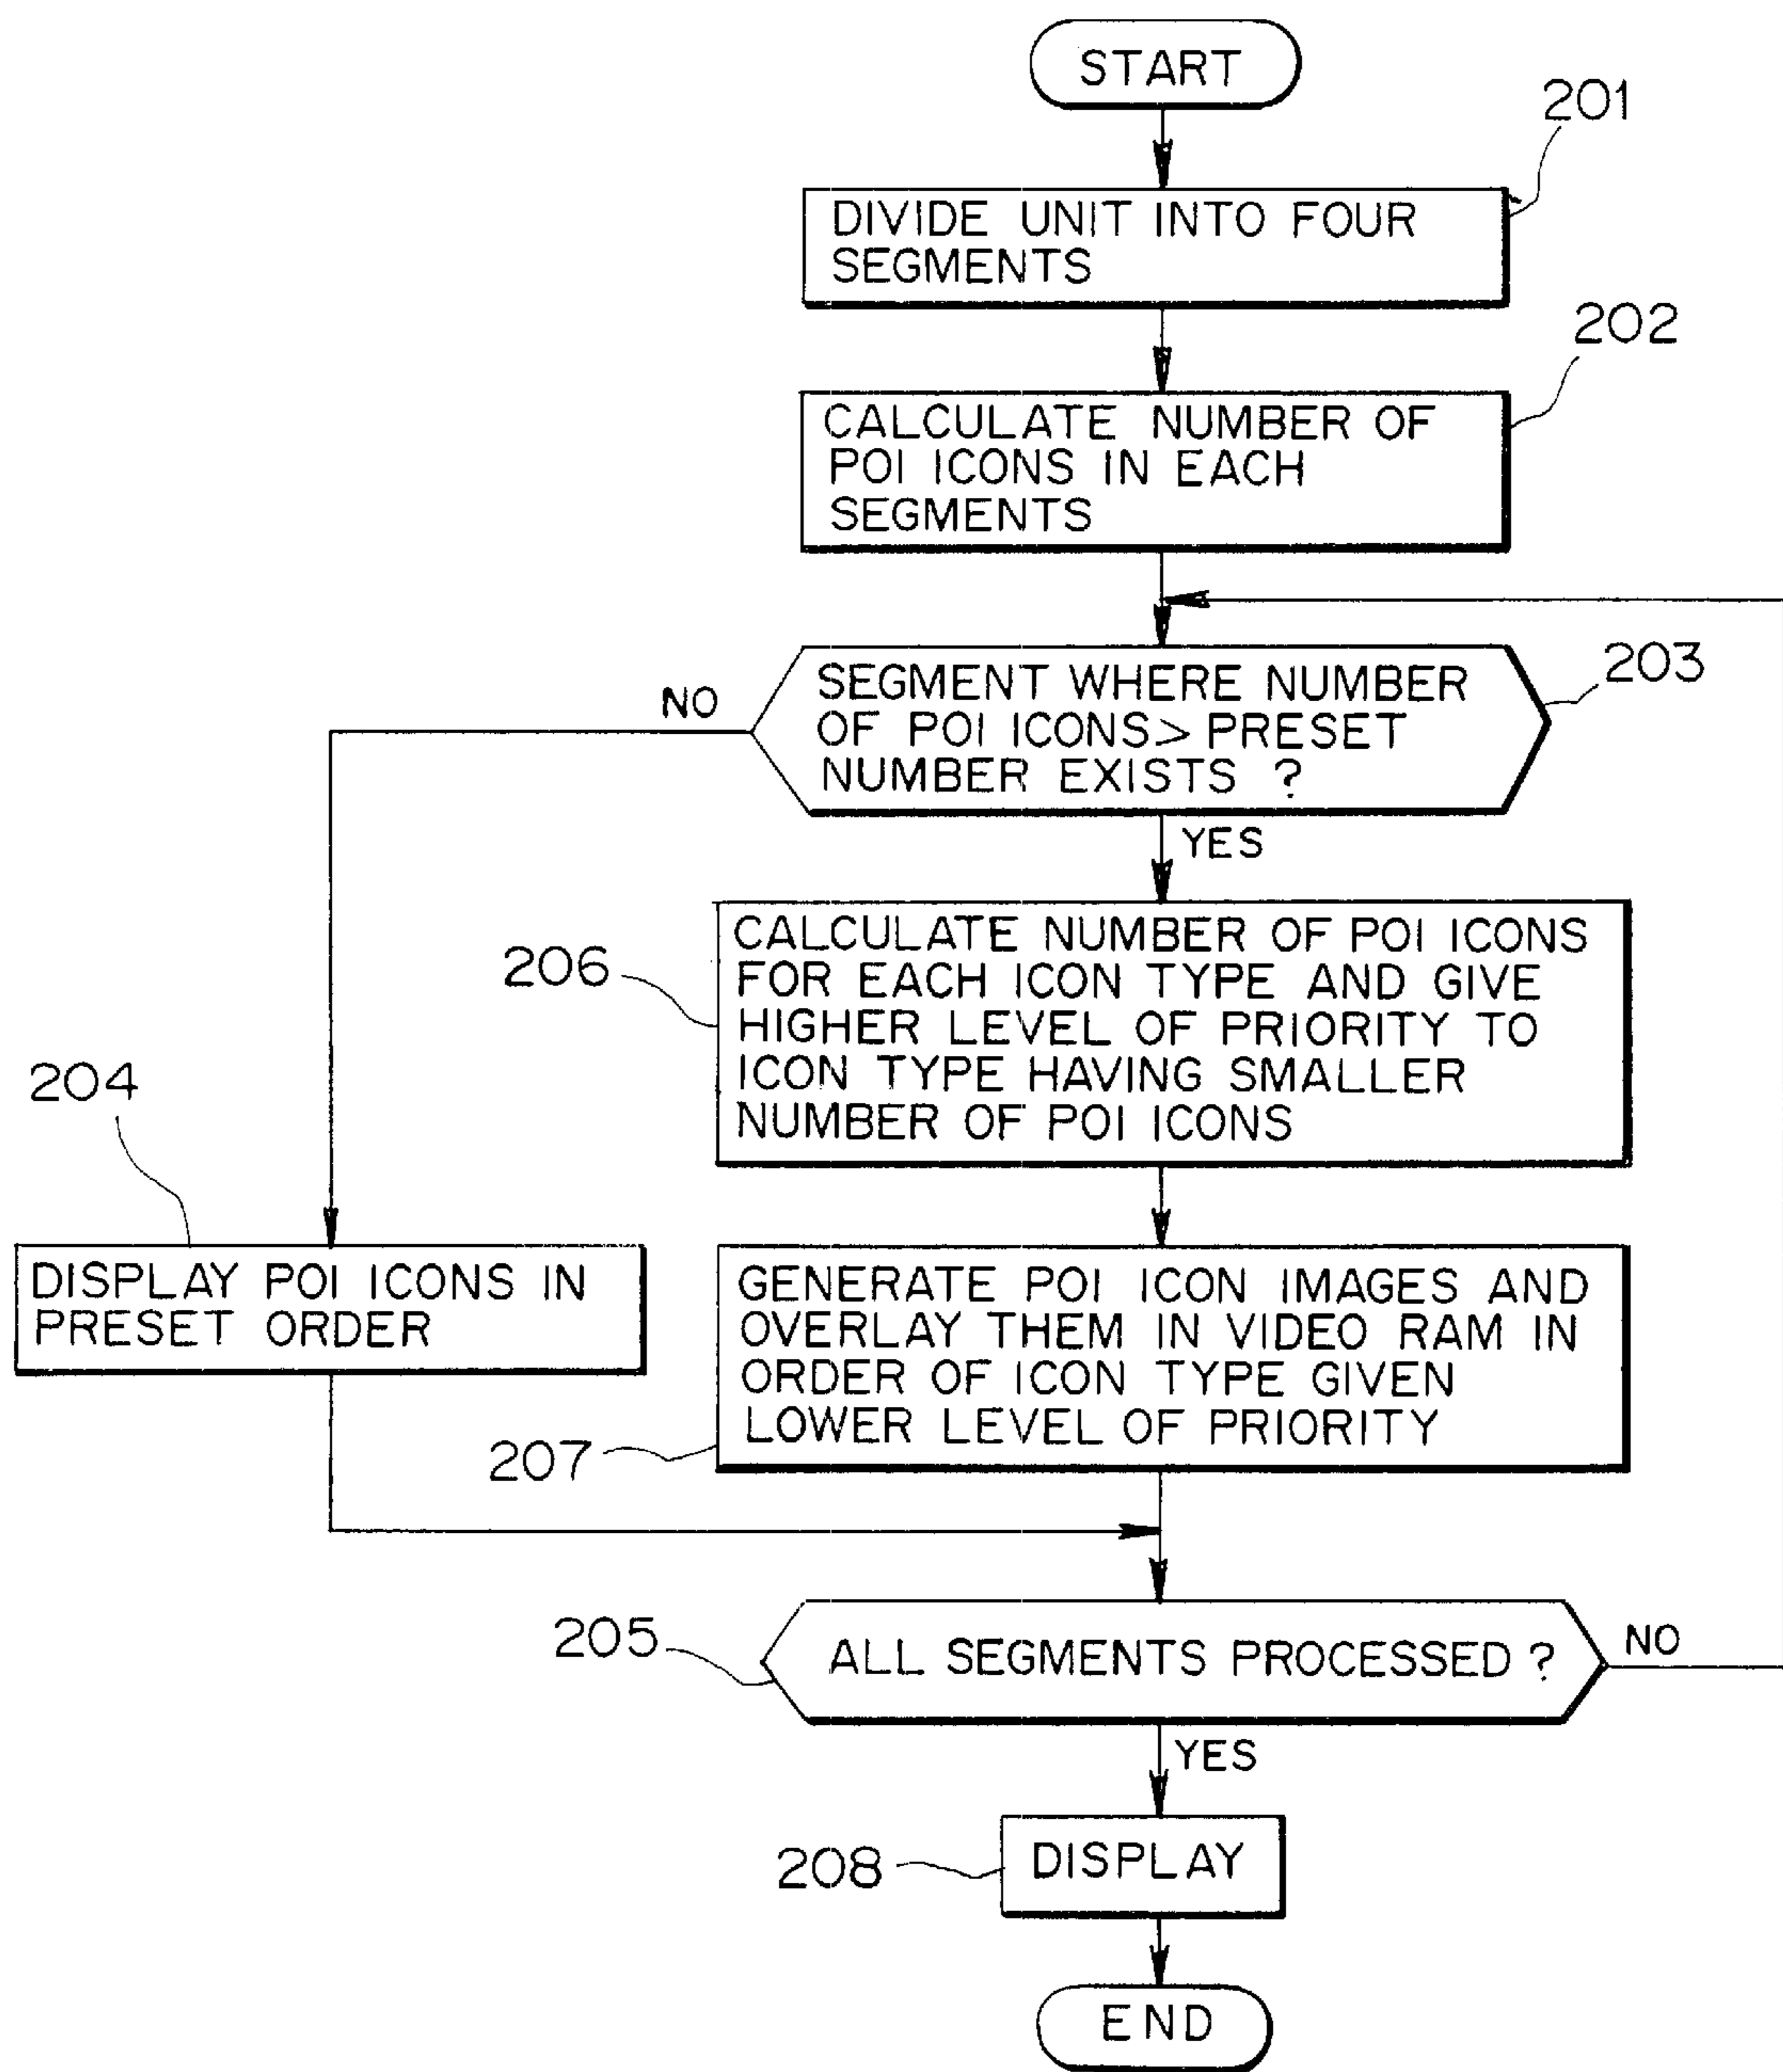 START
201
DIVIDE UNIT INTO FOUR
SEGMENTS
202
CALCULATE NUMBER OF
POI ICONS IN EACH
SEGMENTS
203
SEGMENT WHERE NUMBER
OF POI ICONS > PRESET
NUMBER EXISTS ?
NO
YES
206
CALCULATE NUMBER OF POI ICONS
FOR EACH ICON TYPE AND GIVE
HIGHER LEVEL OF PRIORITY TO
ICON TYPE HAVING SMALLER
NUMBER OF POI ICONS
204
DISPLAY POI ICONS IN
PRESET ORDER
GENERATE POI ICON IMAGES AND
OVERLAY THEM IN VIDEO RAM IN
ORDER OF ICON TYPE GIVEN
LOWER LEVEL OF PRIORITY
207
205
ALL SEGMENTS PROCESSED ?
NO
YES
208
DISPLAY
END